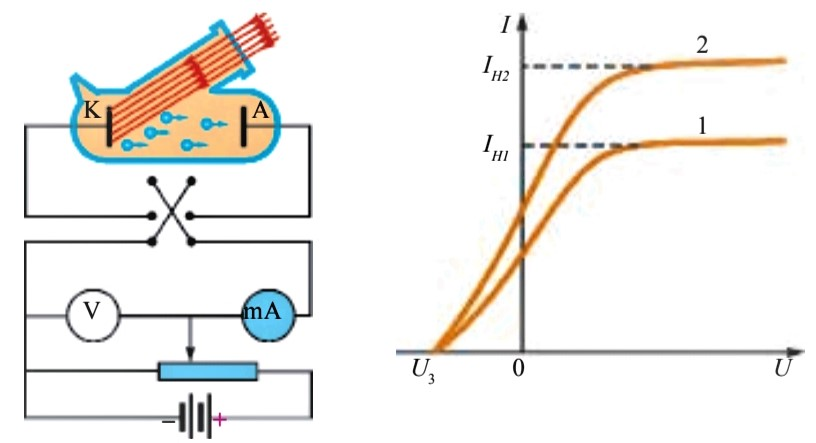 K
A
V
mA
–
+
I
I_H2
2
I_H1
1
U_3
0
U